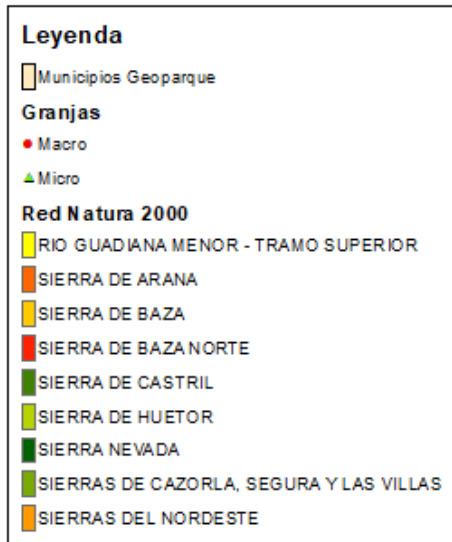 Leyenda
Municipios Geoparque
Granjas
Macro
Micro
Red Natura 2000
RIO GUADIANA MENOR - TRAMO SUPERIOR
SIERRA DE ARANA
SIERRA DE BAZA
SIERRA DE BAZA NORTE
SIERRA DE CASTRIL
SIERRA DE HUETOR
SIERRA NEVADA
SIERRAS DE CAZORLA, SEGURA Y LAS VILLAS
SIERRAS DEL NORDESTE